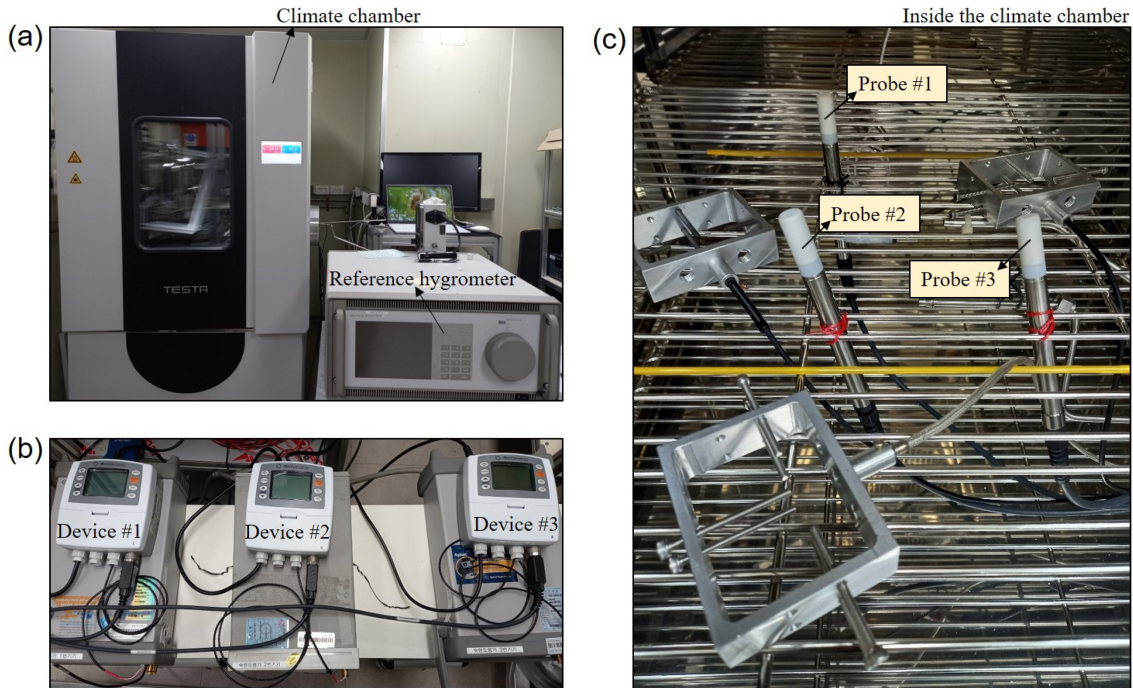 Climate chamber
Inside the climate chamber
(a)
(c)
Probe #1
Probe #2
Probe #3
Reference hygrometer
TESTA
(b)
Device #1
Device #2
Device #3